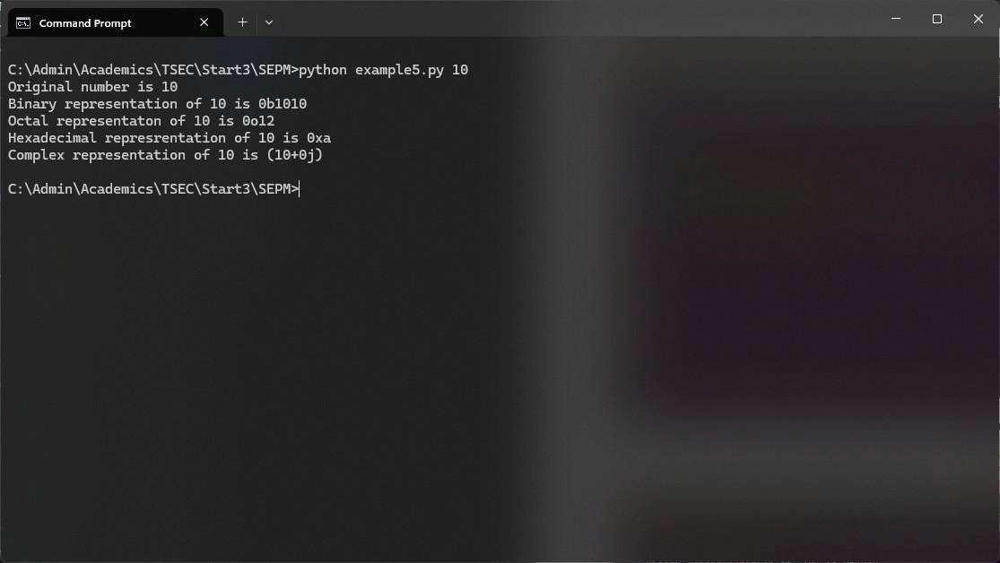 Command Prompt
C:\Admin\Academics\TSEC\Start3\SEPM>python example5.py 10
Original number is 10
Binary representation of 10 is 0b1010
Octal representaton of 10 is 0o12
Hexadecimal represrentation of 10 is 0xa
Complex representation of 10 is (10+0j)
C:\Admin\Academics\TSEC\Start3\SEPM>